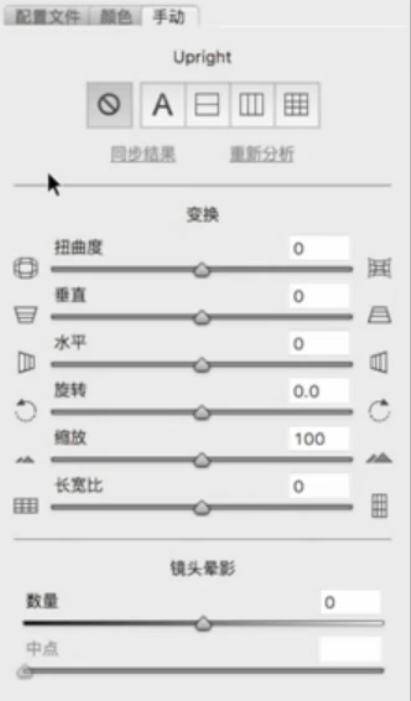 配置文件 颜色 手动
Upright
A
同步结果 重新分析
变换
扭曲度 0
垂直 0
水平 0
旋转 0.0
缩放 100
长宽比 0
镜头晕影
数量 0
中点